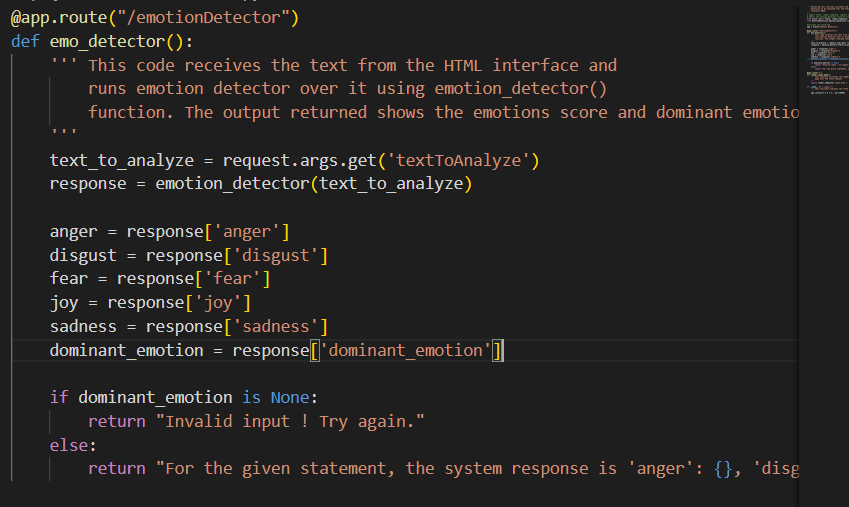 @app.route("/emotionDetector")
def emo_detector():
    ''' This code receives the text from the HTML interface and
        runs emotion detector over it using emotion_detector()
        function. The output returned shows the emotions score and dominant emotio
    '''
    text_to_analyze = request.args.get('textToAnalyze')
    response = emotion_detector(text_to_analyze)
    anger = response['anger']
    disgust = response['disgust']
    fear = response['fear']
    joy = response['joy']
    sadness = response['sadness']
    dominant_emotion = response['dominant_emotion']
    if dominant_emotion is None:
        return "Invalid input ! Try again."
    else:
        return "For the given statement, the system response is 'anger': {}, 'disg